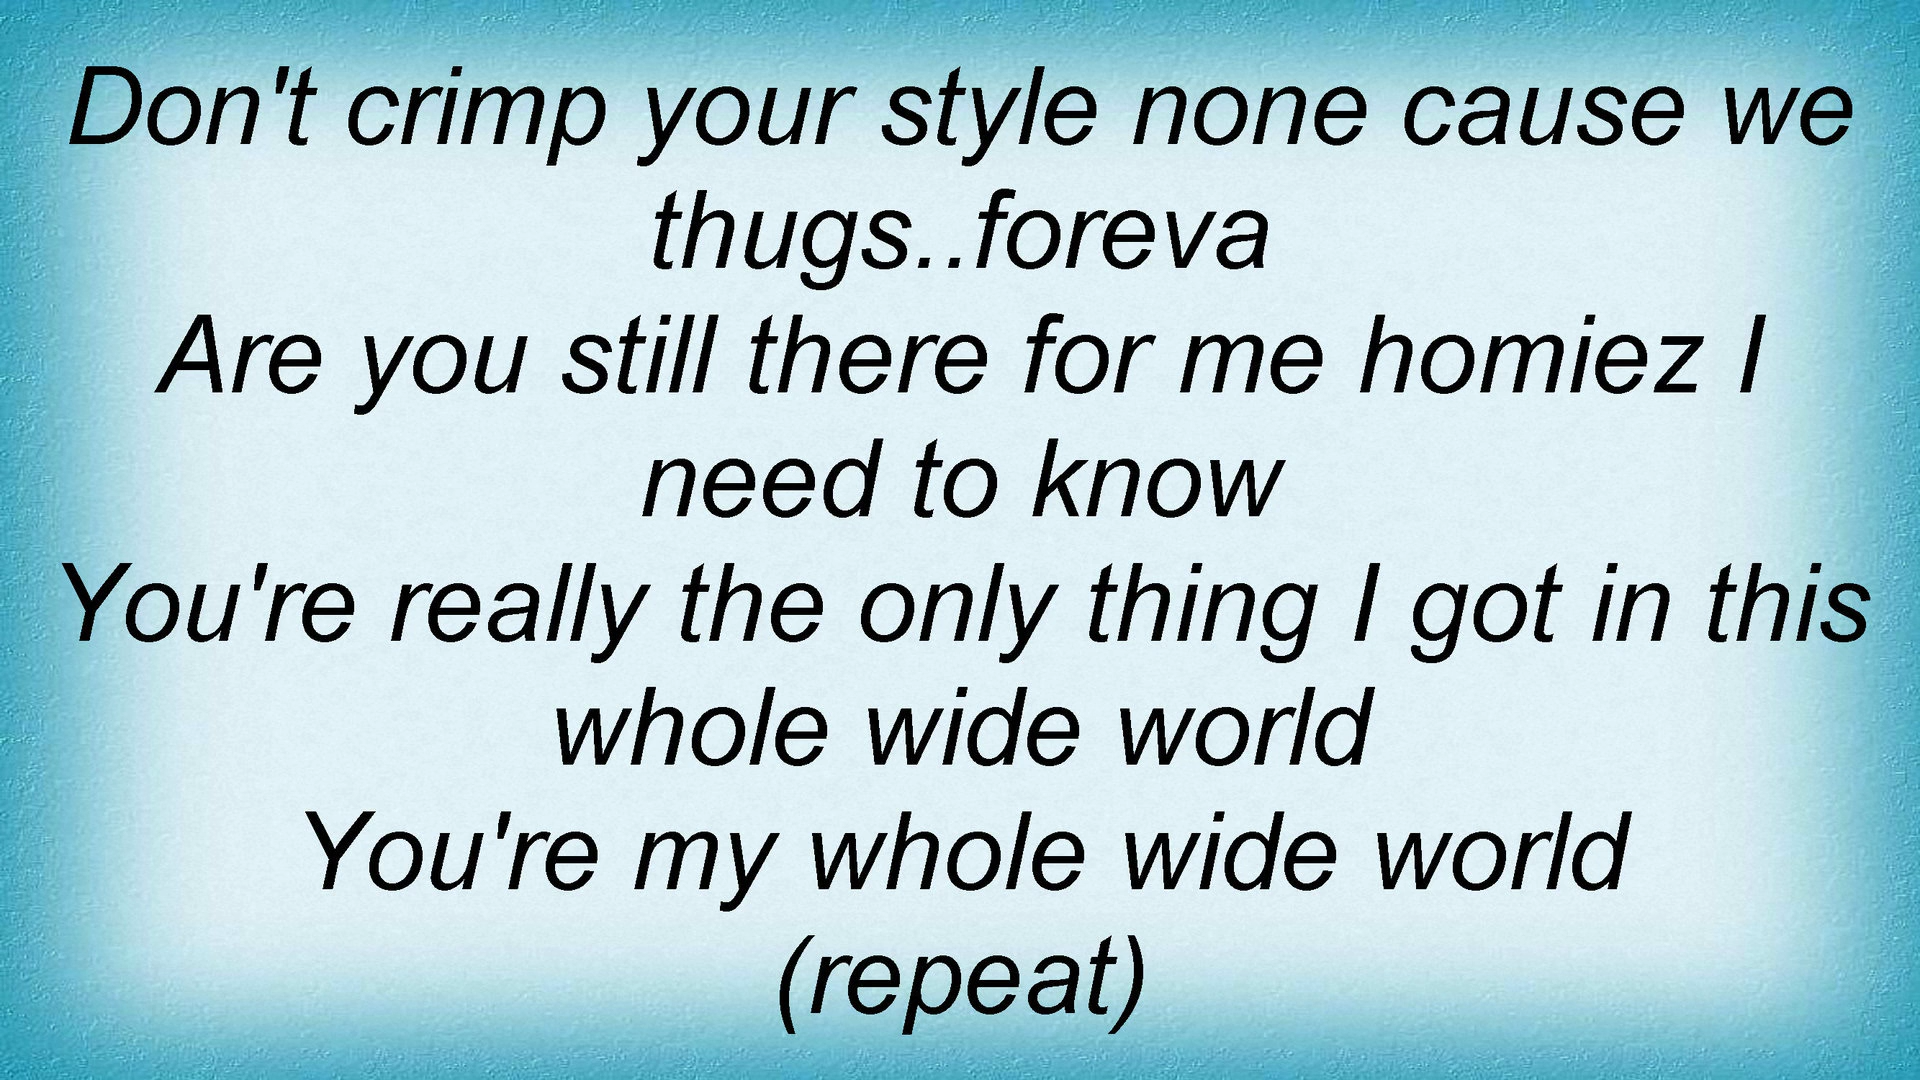 Don't crimp your style none cause we
thugs..foreva
Are you still there for me homiez I
need to know
You're really the only thing I got in this
whole wide world
You're my whole wide world
(repeat)